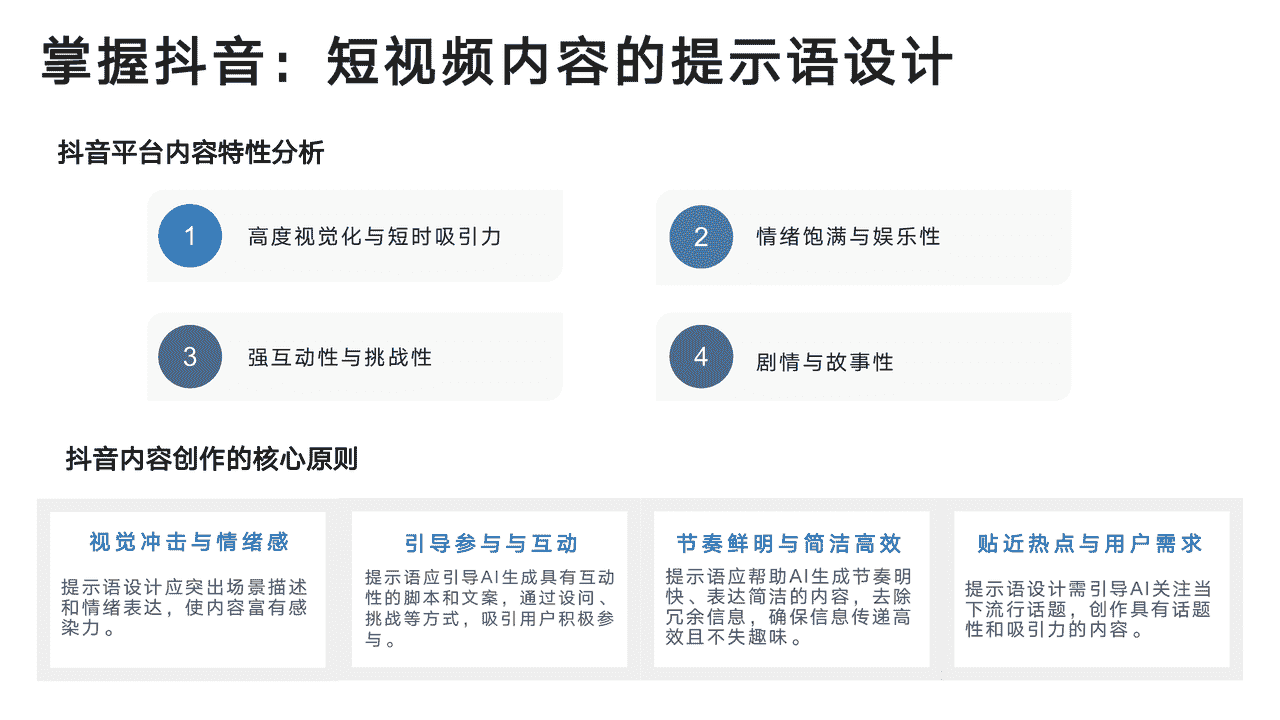 掌握抖音：短视频内容的提示语设计
抖音平台内容特性分析
1
高度视觉化与短时吸引力
2
情绪饱满与娱乐性
3
强互动性与挑战性
4
剧情与故事性
抖音内容创作的核心原则
视觉冲击与情绪感
提示语设计应突出场景描述
和情绪表达，使内容富有感
染力。
引导参与与互动
提示语应引导AI生成具有互动
性的脚本和文案，通过设问、
挑战等方式，吸引用户积极参
与。
节奏鲜明与简洁高效
提示语应帮助AI生成节奏明
快、表达简洁的内容，去除
冗余信息，确保信息传递高
效且不失趣味。
贴近热点与用户需求
提示语设计需引导AI关注当
下流行话题，创作具有话题
性和吸引力的内容。